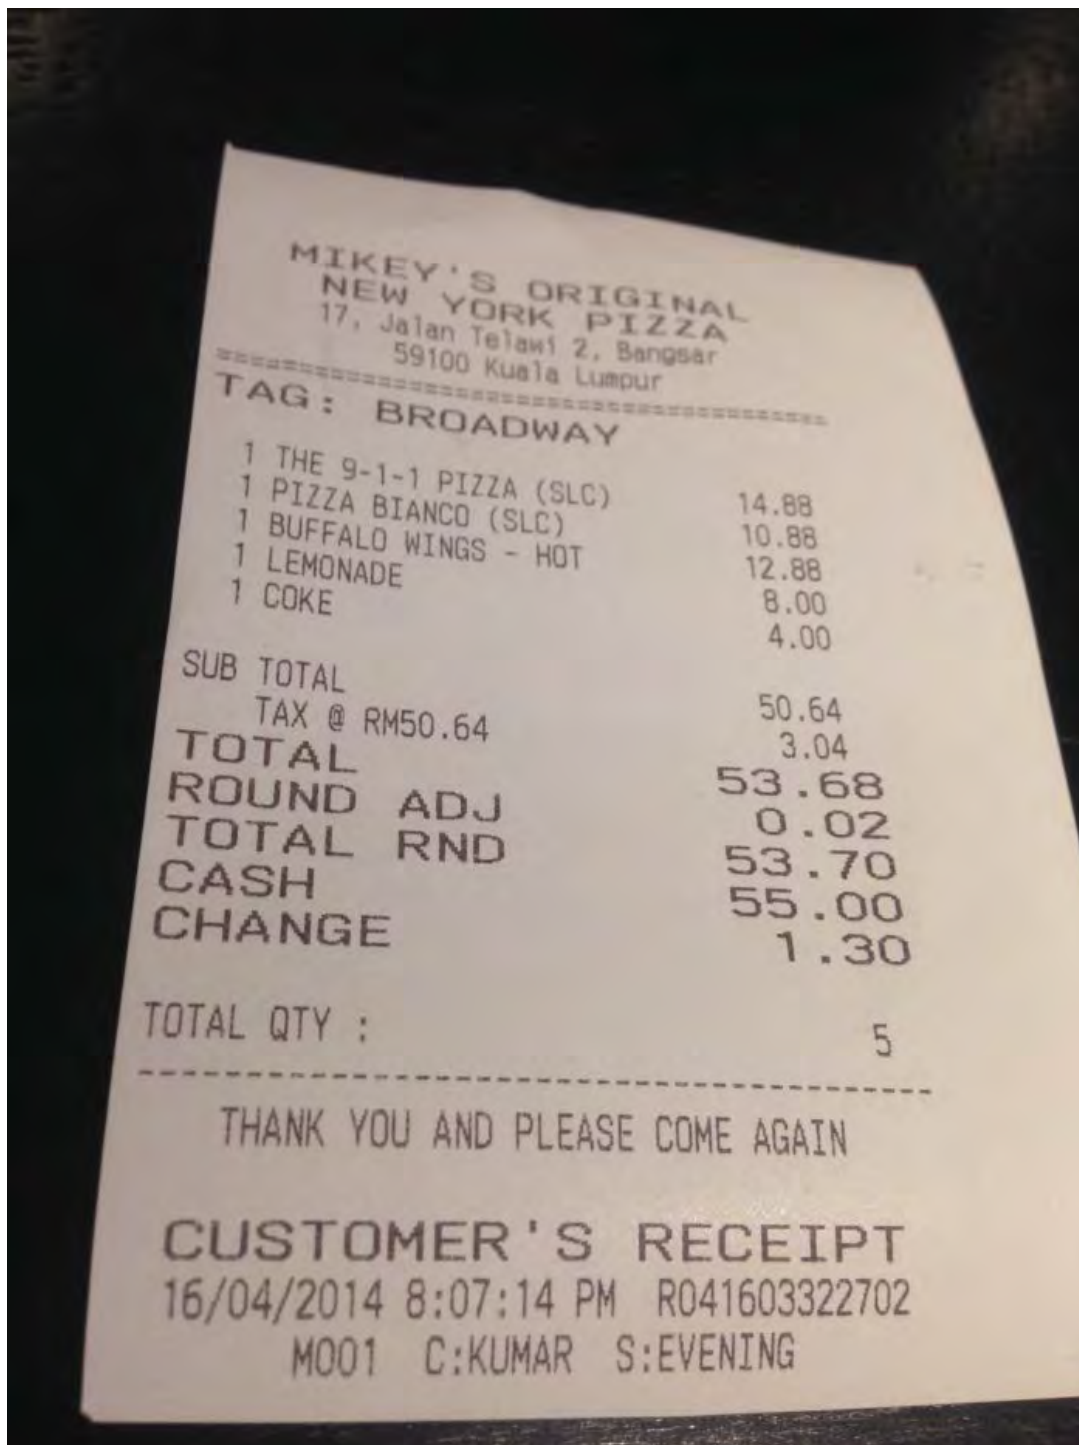 MIKEY'S ORIGINAL
NEW YORK PIZZA
17, Jalan Telawi 2, Bangsar
59100 Kuala Lumpur
======================================
TAG: BROADWAY
1 THE 9-1-1 PIZZA (SLC) 14.88
1 PIZZA BIANCO (SLC) 10.88
1 BUFFALO WINGS - HOT 12.88
1 LEMONADE 8.00
1 COKE 4.00
SUB TOTAL 50.64
TAX @ RM50.64 3.04
TOTAL 53.68
ROUND ADJ 0.02
TOTAL RND 53.70
CASH 55.00
CHANGE 1.30
TOTAL QTY : 5
--------------------------------------
THANK YOU AND PLEASE COME AGAIN
CUSTOMER'S RECEIPT
16/04/2014 8:07:14 PM R041603322702
M001 C:KUMAR S:EVENING